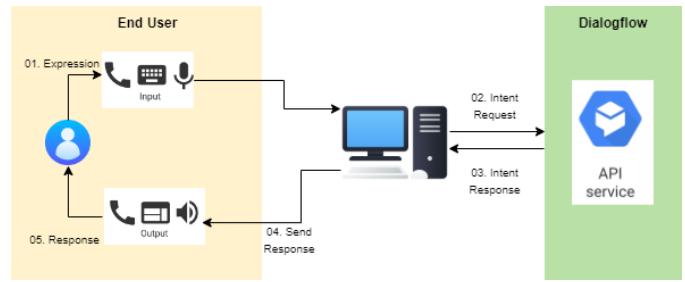 End User
Dialogflow
01. Expression
Input
02. Intent
Request
03. Intent
Response
API
service
Output
04. Send
Response
05. Response